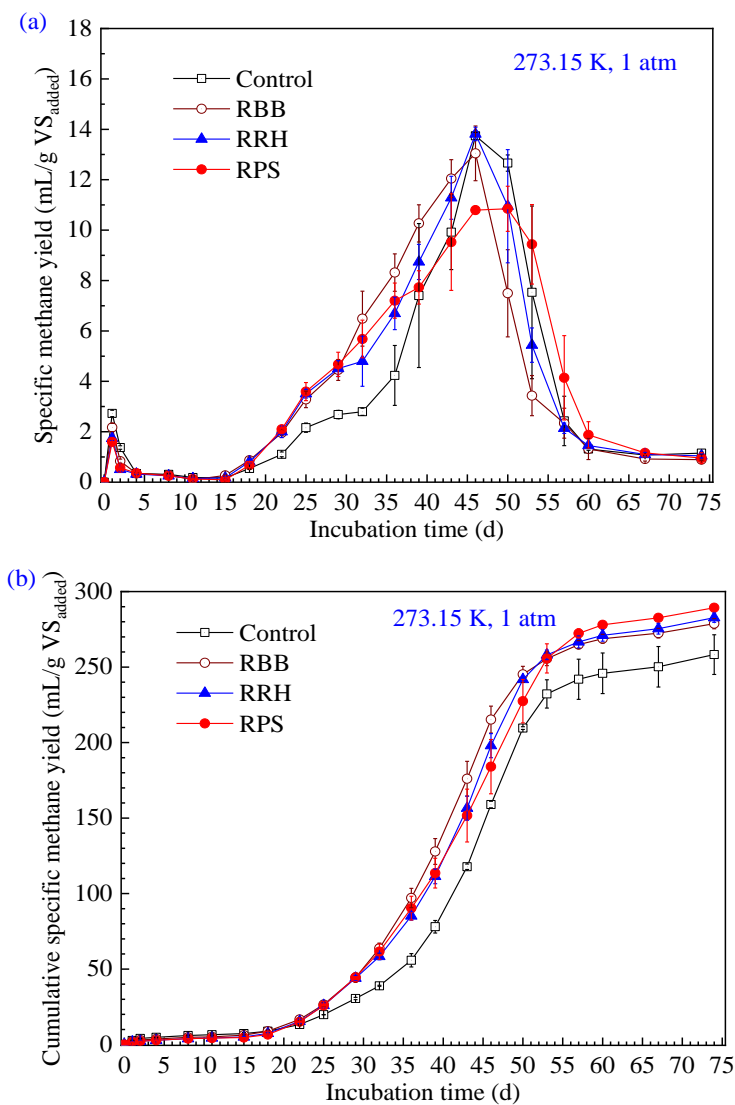 (a)
18
16
14
12
10
8
6
4
2
0
Specific methane yield (mL/g VS_added)
Control
RBB
RRH
RPS
273.15 K, 1 atm
0 5 10 15 20 25 30 35 40 45 50 55 60 65 70 75
Incubation time (d)
(b)
300
250
200
150
100
50
0
Cumulative specific methane yield (mL/g VS_added)
Control
RBB
RRH
RPS
273.15 K, 1 atm
0 5 10 15 20 25 30 35 40 45 50 55 60 65 70 75
Incubation time (d)